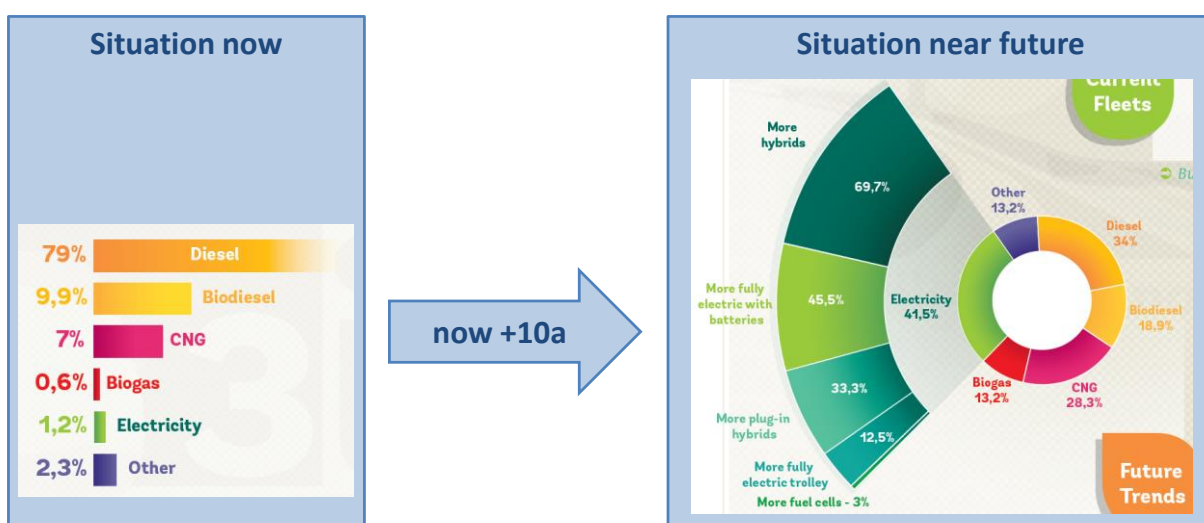 Situation now
79%
Diesel
9,9%
Biodiesel
7%
CNG
0,6%
Biogas
1,2%
Electricity
2,3%
Other
now +10a
Situation near future
Current
Fleets
More
hybrids
69,7%
More fully
electric with
batteries
45,5%
More plug-in
hybrids
33,3%
More fully
electric trolley
12,5%
More fuel cells - 3%
Electricity
41,5%
Other
13,2%
Diesel
34%
Biodiesel
18,9%
CNG
28,3%
Biogas
13,2%
Future
Trends